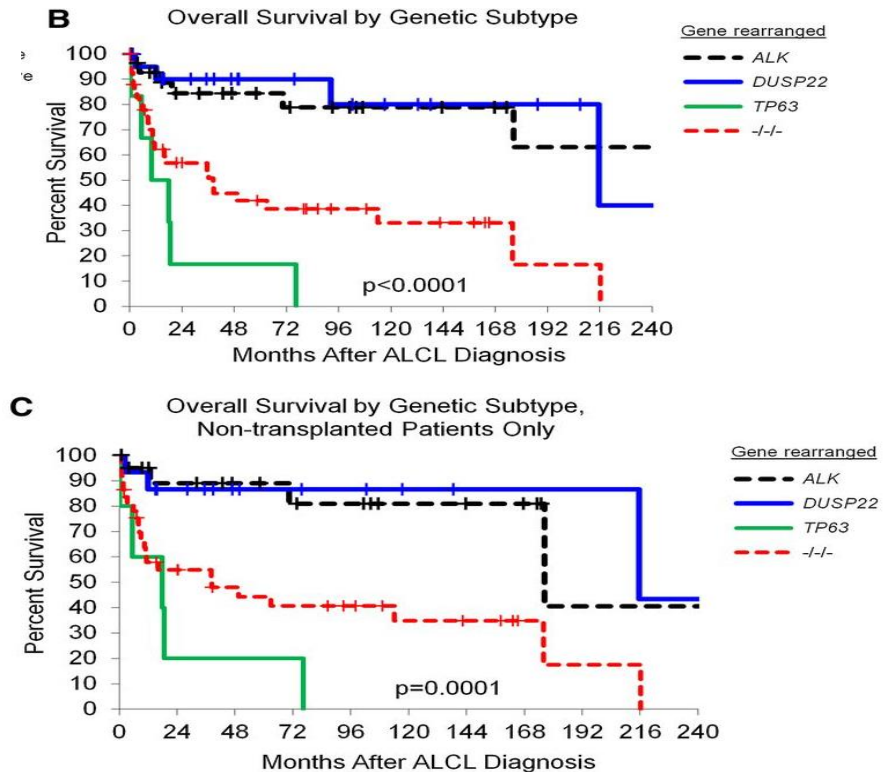 B
Overall Survival by Genetic Subtype
Gene rearranged
ALK
DUSP22
TP63
-/-/-
Percent Survival
100
90
80
70
60
50
40
30
20
10
0
p<0.0001
0 24 48 72 96 120 144 168 192 216 240
Months After ALCL Diagnosis
C
Overall Survival by Genetic Subtype,
Non-transplanted Patients Only
Gene rearranged
ALK
DUSP22
TP63
-/-/-
Percent Survival
100
90
80
70
60
50
40
30
20
10
0
p=0.0001
0 24 48 72 96 120 144 168 192 216 240
Months After ALCL Diagnosis